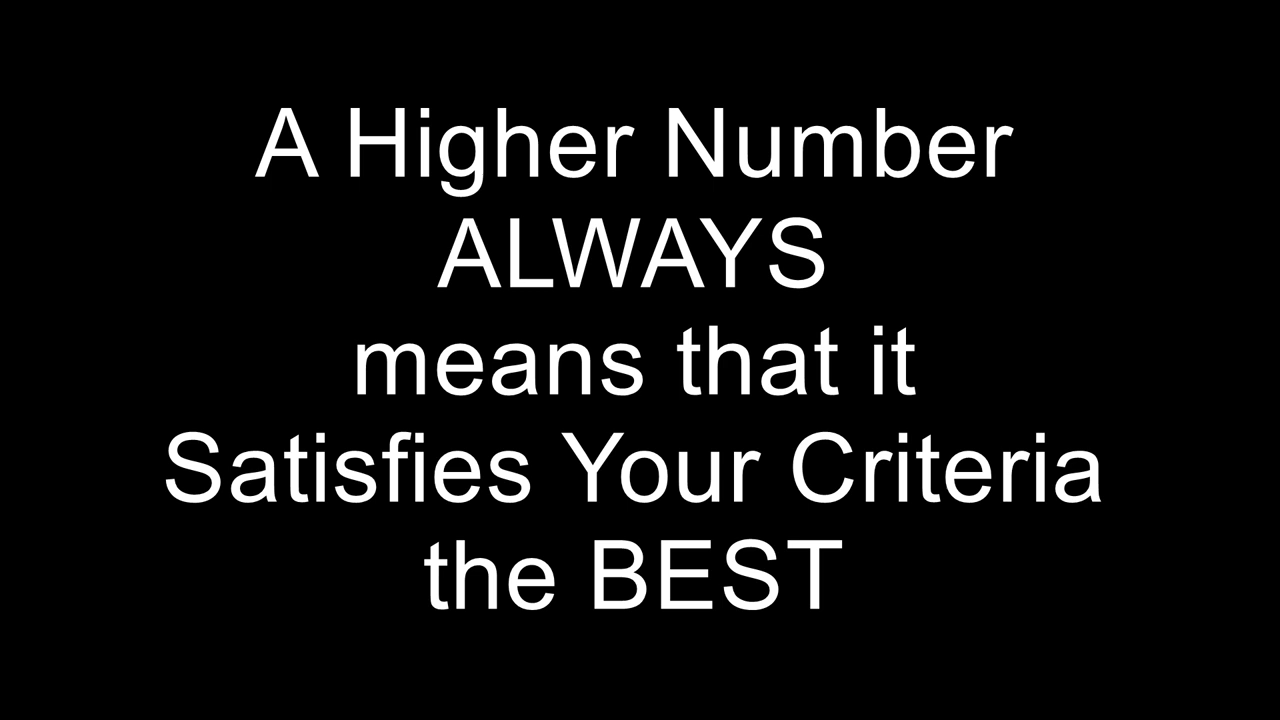 A Higher Number
ALWAYS
means that it
Satisfies Your Criteria
the BEST